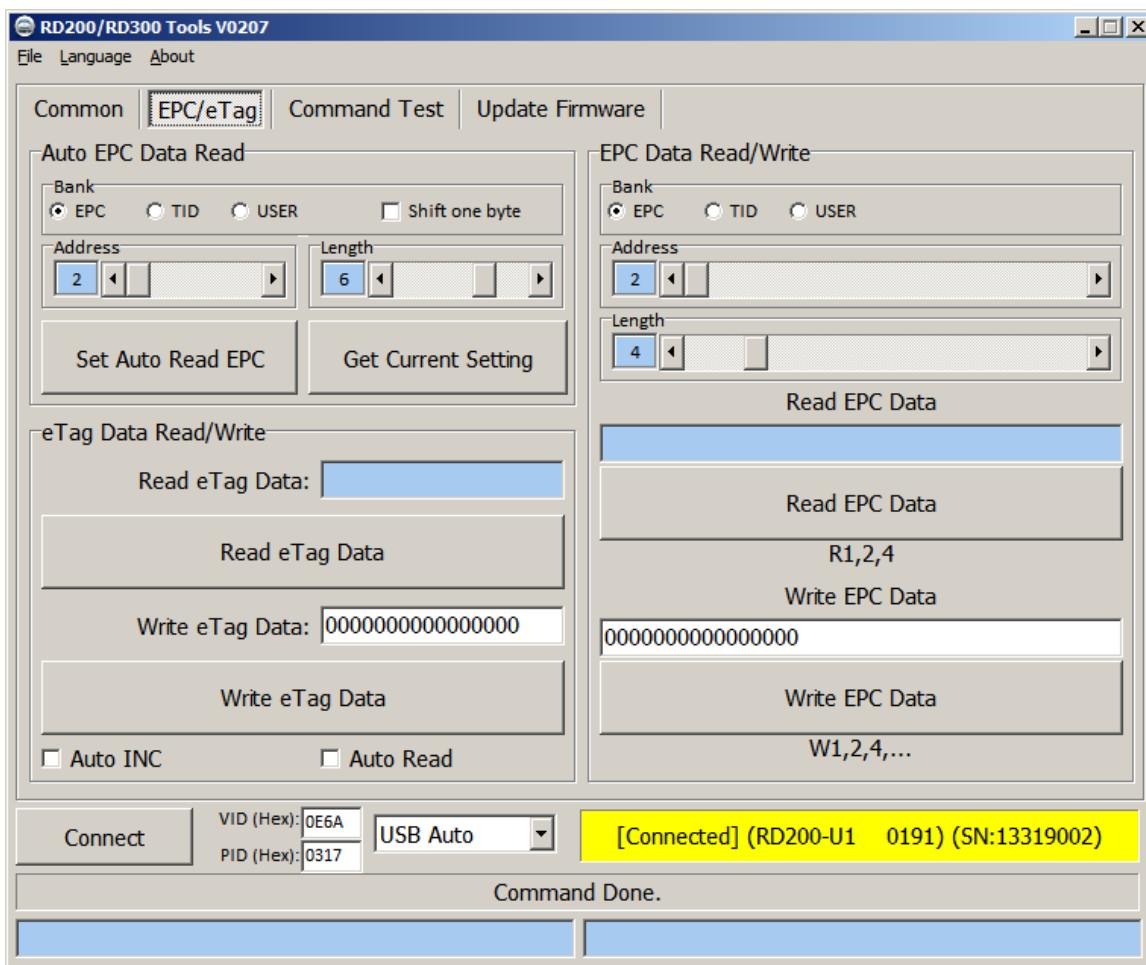 RD200/RD300 Tools V0207
File Language About
Common EPC/eTag Command Test Update Firmware
Auto EPC Data Read
Bank
EPC TID USER Shift one byte
Address Length
2 6
Set Auto Read EPC Get Current Setting
eTag Data Read/Write
Read eTag Data:
Read eTag Data
Write eTag Data: 0000000000000000
Write eTag Data
Auto INC Auto Read
EPC Data Read/Write
Bank
EPC TID USER
Address
2
Length
4
Read EPC Data
Read EPC Data
R1,2,4
Write EPC Data
0000000000000000
Write EPC Data
W1,2,4,...
Connect
VID (Hex): 0E6A
PID (Hex): 0317
USB Auto
[Connected] (RD200-U1 0191) (SN:13319002)
Command Done.